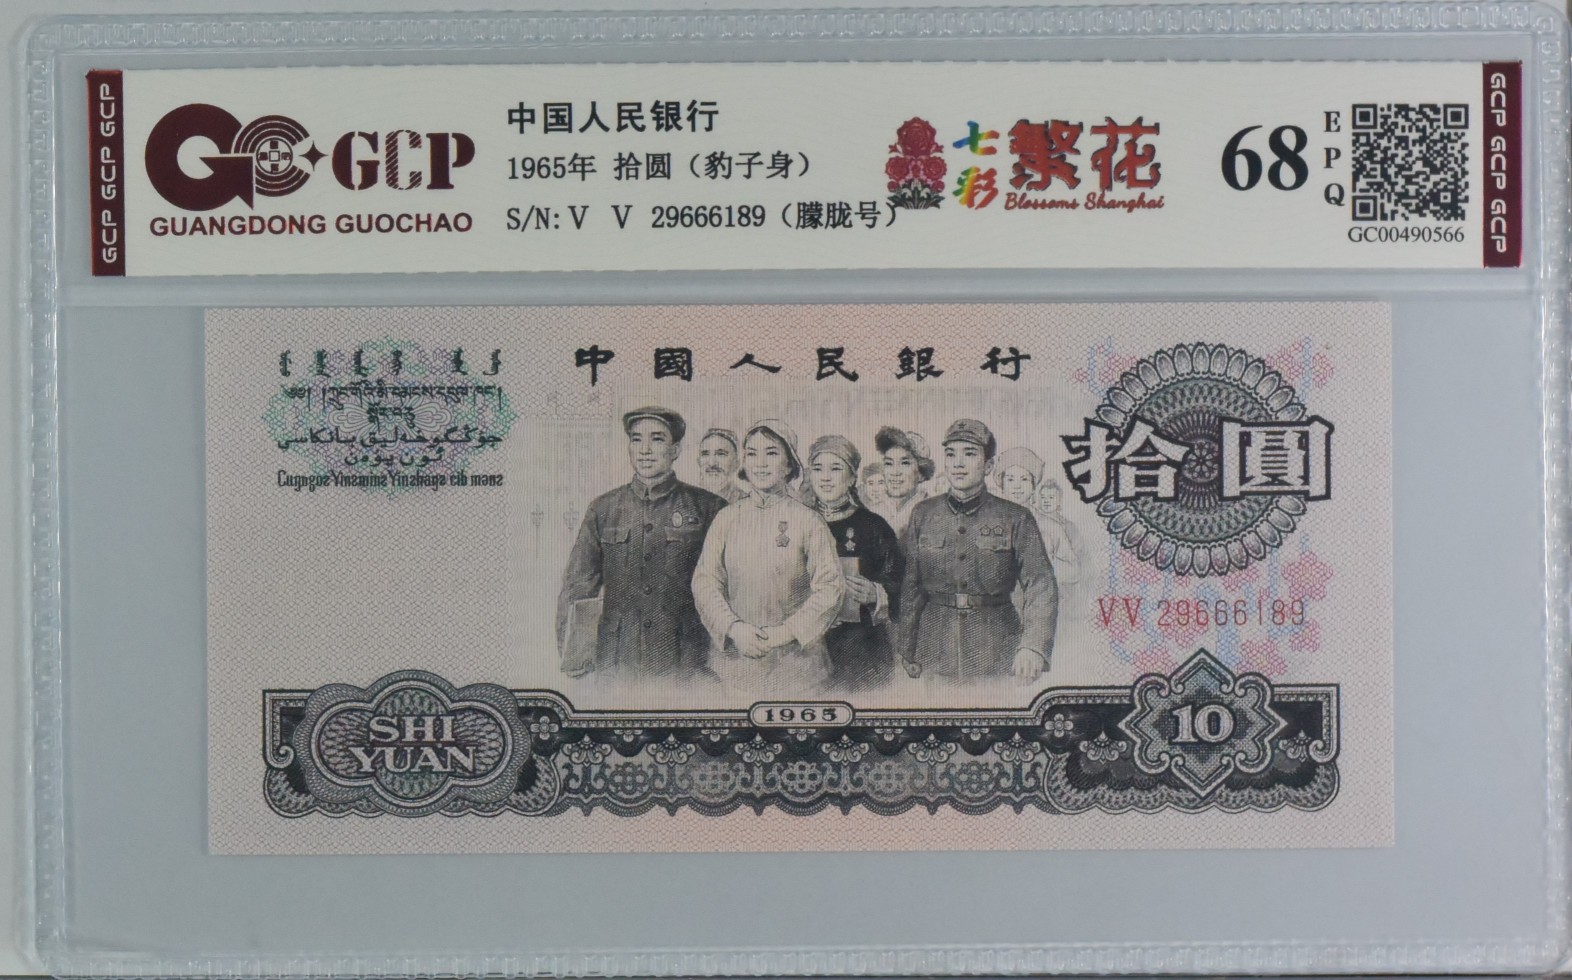 GCP GCP GCP
GCP
GUANGDONG GUOCHAO
中国人民银行
1965年 拾圆（豹子身）
S/N: V V 29666189（朦胧号）
七彩 繁花
Blossoms Shanghai
68
EPQ
GC00490566
GCP GCP GCP
中國人民銀行
拾圓
VV 29666189
1965
SHI
YUAN
10